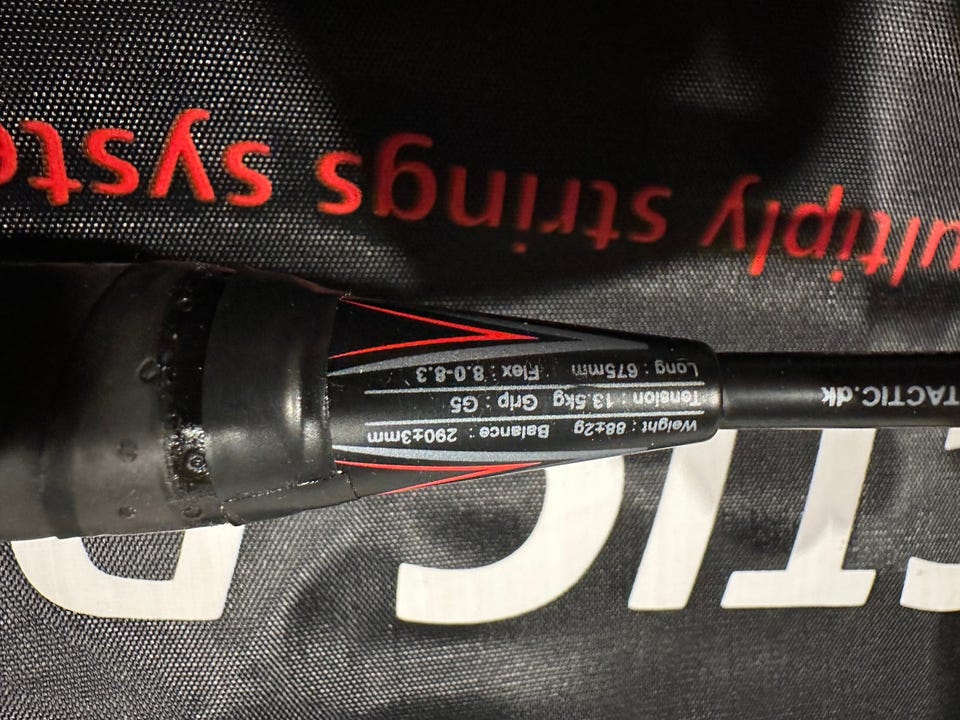 CTIC
TACTIC.dk
Weight : 88±2g Balance : 290±3mm
Tension : 13.5kg Grip : G5
Long : 675mm Flex : 8.0-8.3
ultiply strings syste